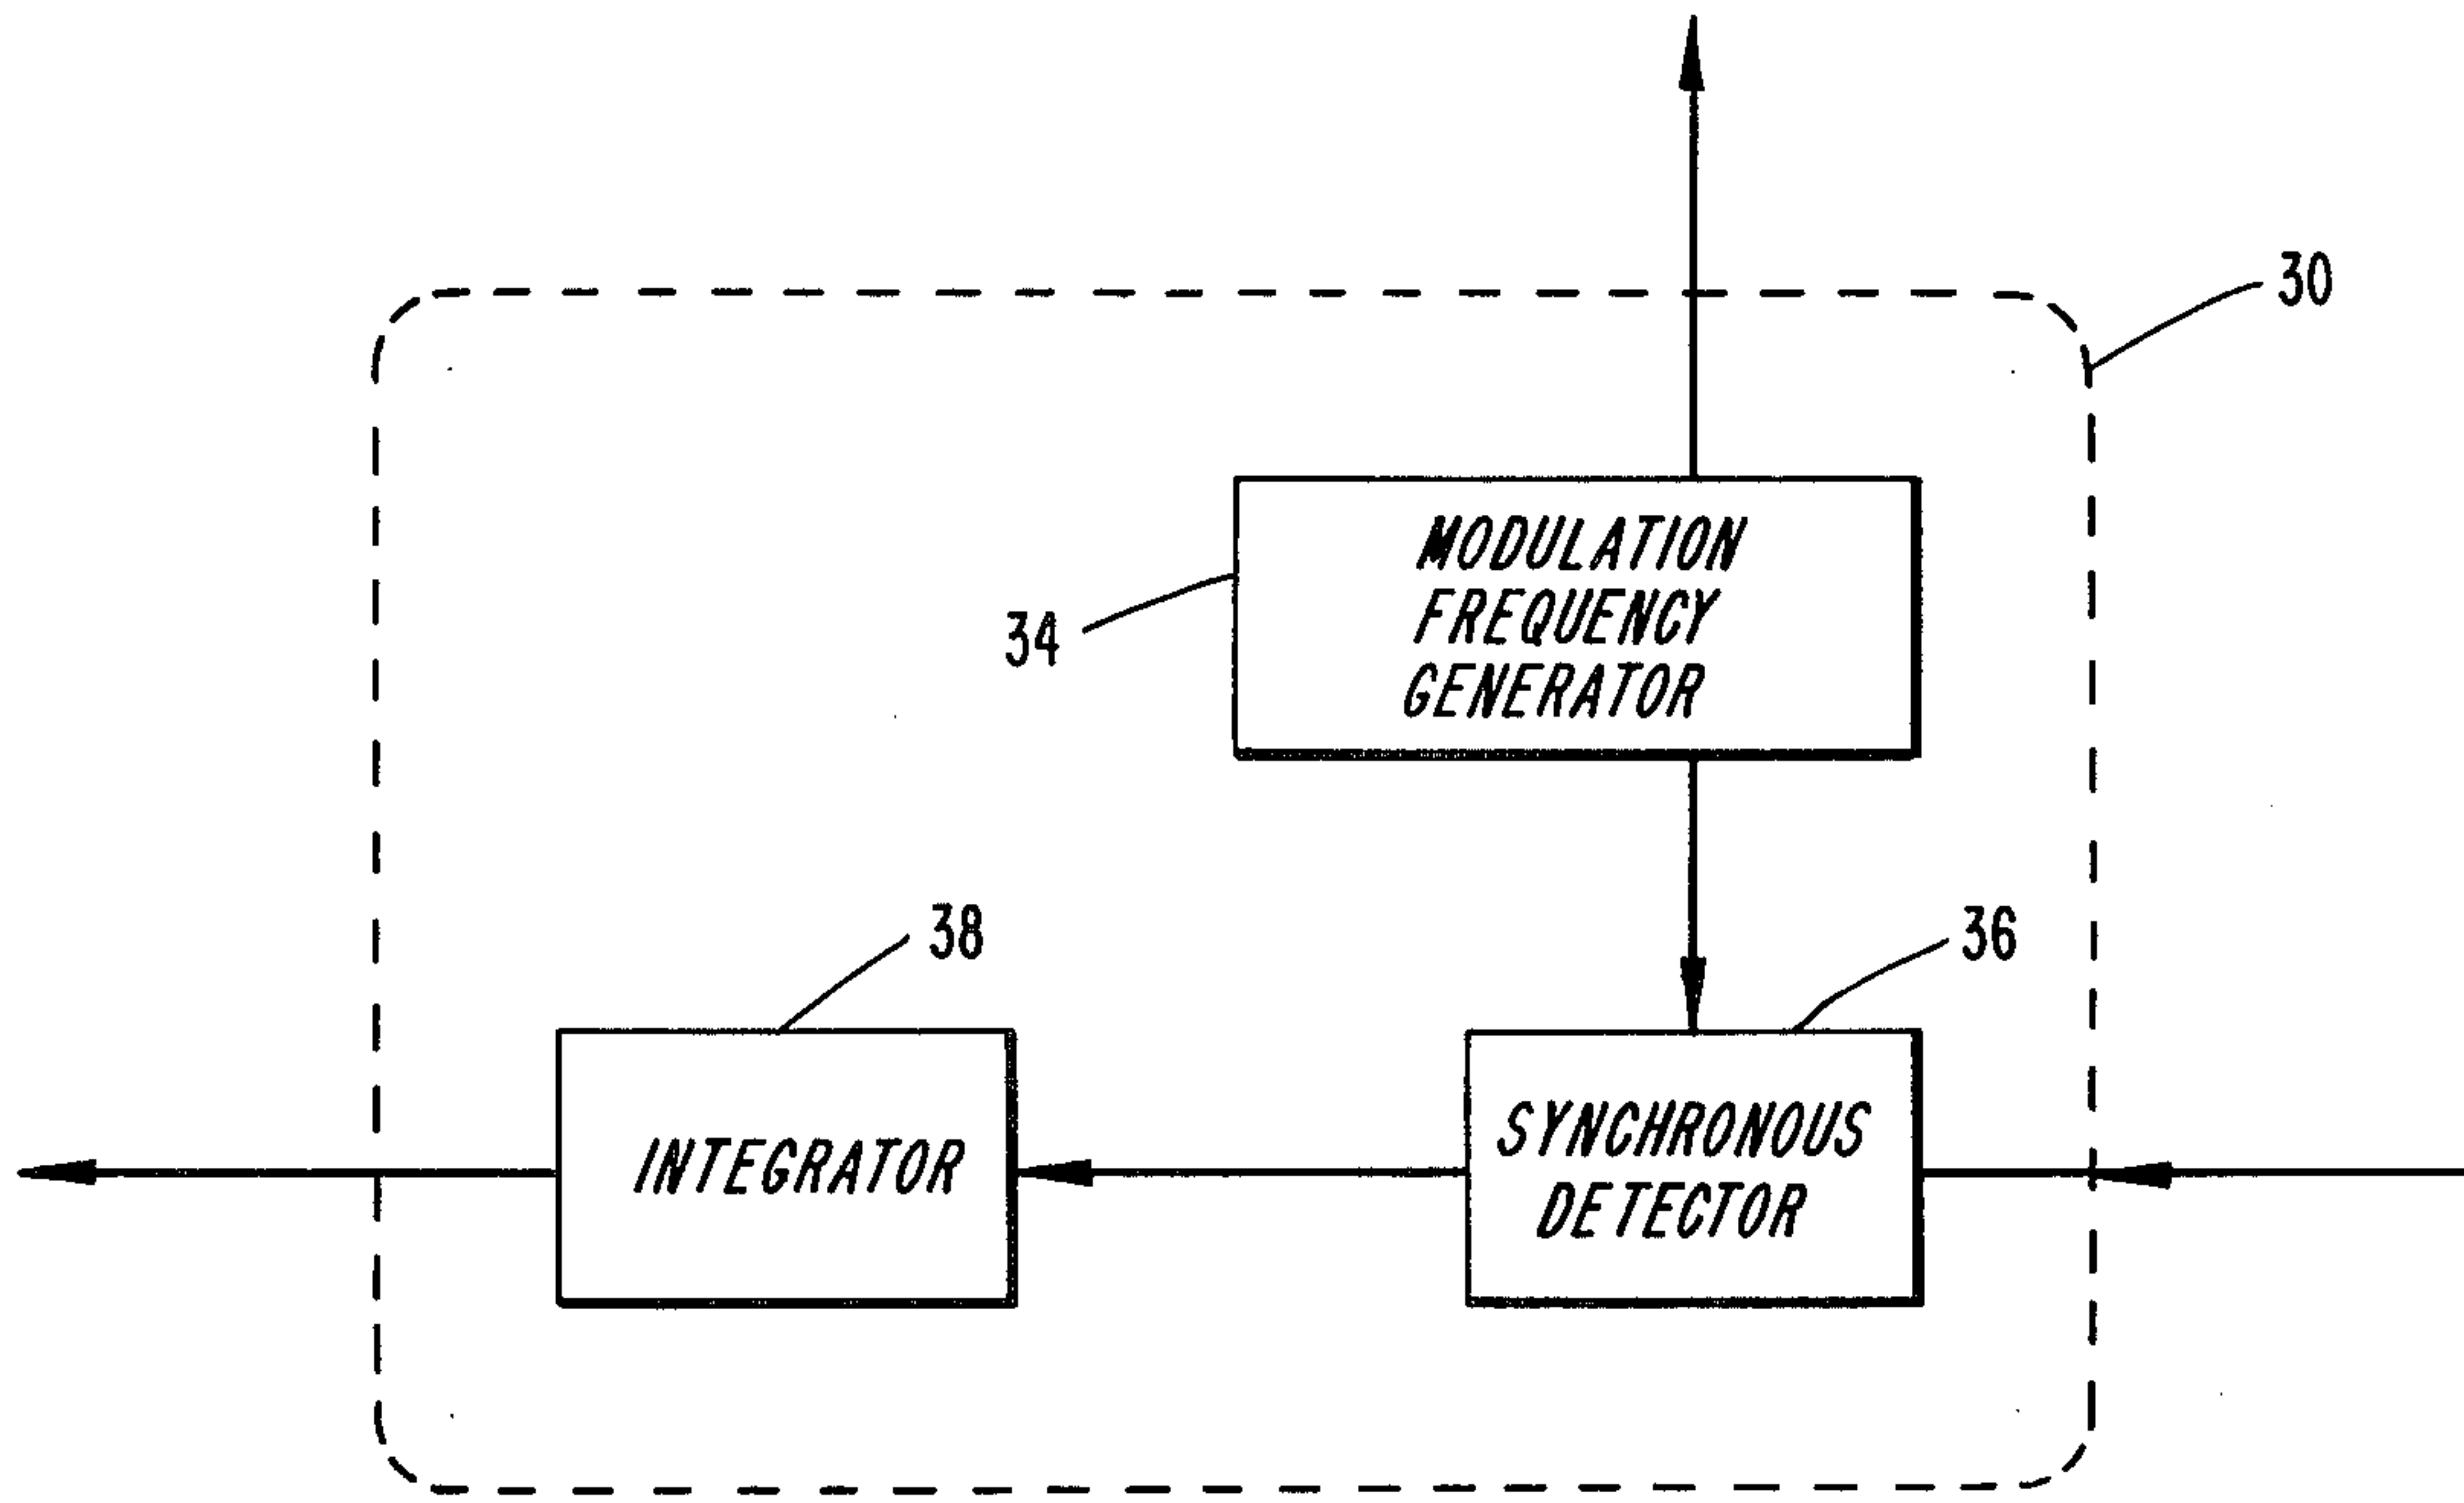 30
MODULATION
FREQUENCY
GENERATOR
34
38
36
INTEGRATOR
SYNCHRONOUS
DETECTOR